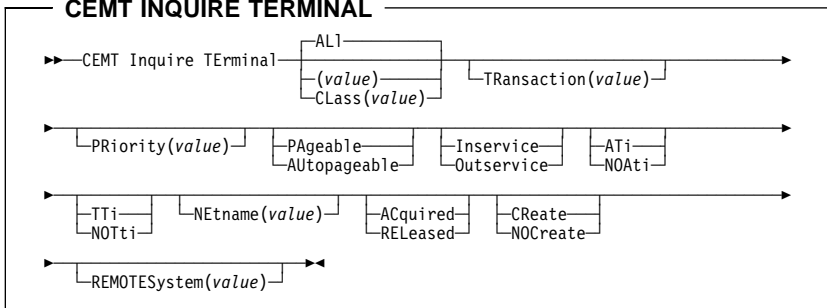 CEMT INQUIRE TERMINAL
ALl
CEMT Inquire TErminal
(value)
TRansaction(value)
CLass(value)
PRiority(value)
PAgeable
Inservice
ATi
AUtopageable
Outservice
NOAti
TTi
NEtname(value)
ACquired
CReate
NOTti
RELeased
NOCreate
REMOTESystem(value)